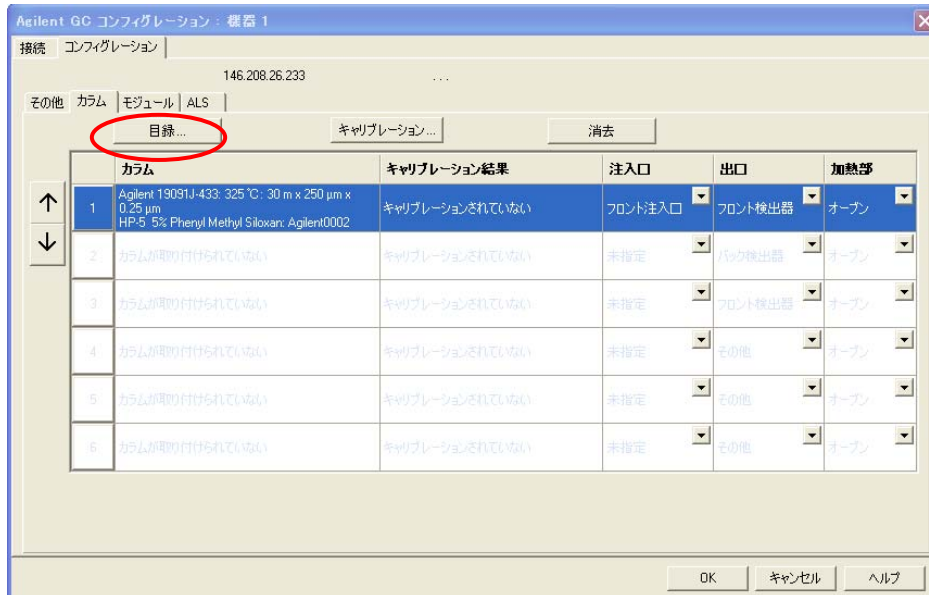 Agilent GC コンフィグレーション : 機器 1
接続 コンフィグレーション
146.208.26.233 ...
その他 カラム モジュール ALS
目録... キャリブレーション... 消去
カラム キャリブレーション結果 注入口 出口 加熱部
1 Agilent 19091J-433: 325 °C: 30 m x 250 µm x
0.25 µm
HP-5 5% Phenyl Methyl Siloxan: Agilent0002 キャリブレーションされていない フロント注入口 フロント検出器 オーブン
2 カラムが取り付けられていない キャリブレーションされていない 未指定 バック検出器 オーブン
3 カラムが取り付けられていない キャリブレーションされていない 未指定 フロント検出器 オーブン
4 カラムが取り付けられていない キャリブレーションされていない 未指定 その他 オーブン
5 カラムが取り付けられていない キャリブレーションされていない 未指定 その他 オーブン
6 カラムが取り付けられていない キャリブレーションされていない 未指定 その他 オーブン
OK キャンセル ヘルプ